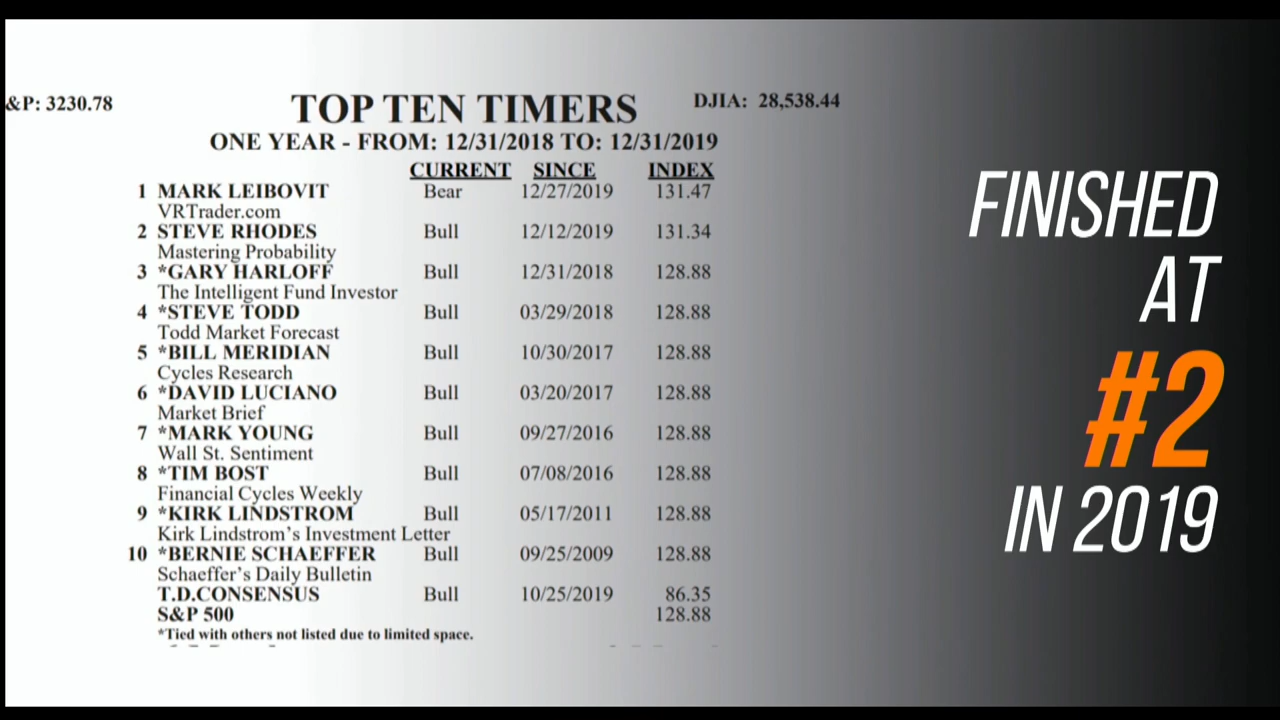 &P: 3230.78
TOP TEN TIMERS
DJIA: 28,538.44
ONE YEAR - FROM: 12/31/2018 TO: 12/31/2019
CURRENT SINCE INDEX
1 MARK LEIBOVIT Bear 12/27/2019 131.47
VRTrader.com
2 STEVE RHODES Bull 12/12/2019 131.34
Mastering Probability
3 *GARY HARLOFF Bull 12/31/2018 128.88
The Intelligent Fund Investor
4 *STEVE TODD Bull 03/29/2018 128.88
Todd Market Forecast
5 *BILL MERIDIAN Bull 10/30/2017 128.88
Cycles Research
6 *DAVID LUCIANO Bull 03/20/2017 128.88
Market Brief
7 *MARK YOUNG Bull 09/27/2016 128.88
Wall St. Sentiment
8 *TIM BOST Bull 07/08/2016 128.88
Financial Cycles Weekly
9 *KIRK LINDSTROM Bull 05/17/2011 128.88
Kirk Lindstrom's Investment Letter
10 *BERNIE SCHAEFFER Bull 09/25/2009 128.88
Schaeffer's Daily Bulletin
T.D.CONSENSUS Bull 10/25/2019 86.35
S&P 500 128.88
*Tied with others not listed due to limited space.
FINISHED
AT
#2
IN 2019